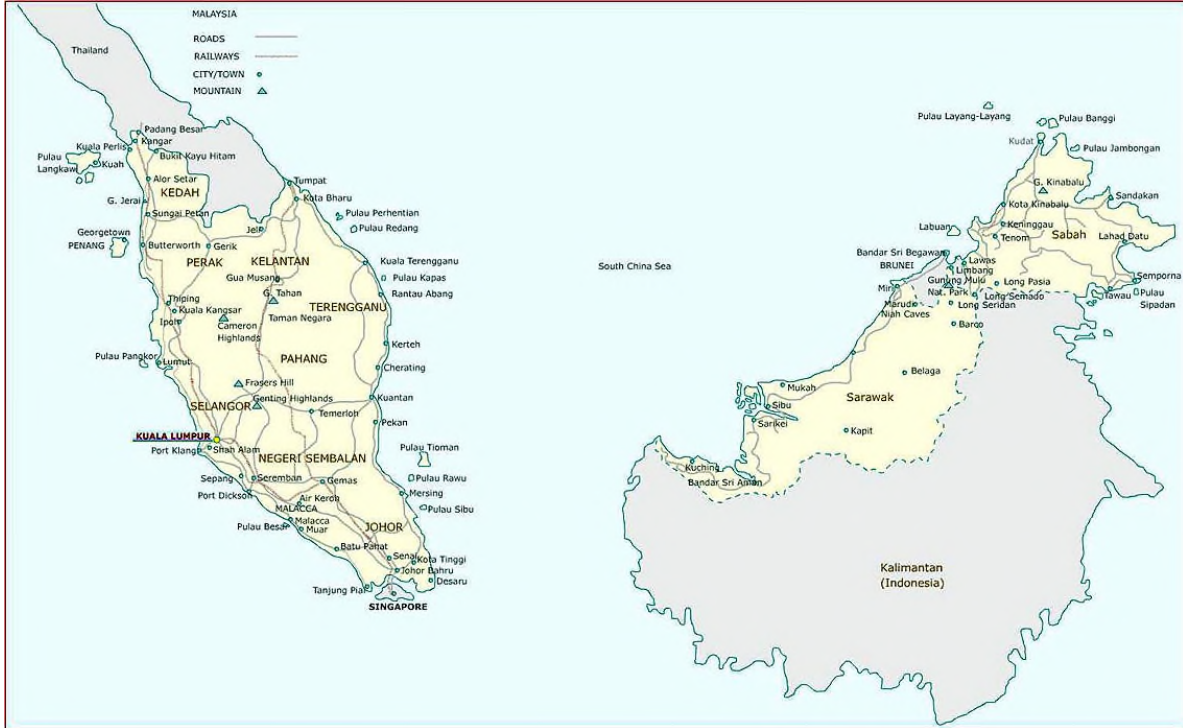 MALAYSIA
ROADS
RAILWAYS
CITY/TOWN
MOUNTAIN
Thailand
Padang Besar
Kangar
Kuala Perlis
Bukit Kayu Hitam
Pulau
Langkaw
Kuah
Alor Setar
KEDAH
G. Jerai
Sungai Petan
Georgetown
PENANG
Butterworth
Gerik
PERAK
Jel
Tumpat
Kota Bharu
Pulau Perhentian
Pulau Redang
KELANTAN
Gua Musang
Kuala Terengganu
Pulau Kapas
Rantau Abang
G. Tahan
TERENGGANU
Taman Negara
Thiping
Kuala Kangsar
Ipoh
Cameron
Highlands
Kerteh
PAHANG
Pulau Pangkor
Lumut
Cherating
Frasers Hill
Genting Highlands
SELANGOR
Temerloh
Kuantan
Pekan
KUALA LUMPUR
Port Klang
Shah Alam
NEGERI SEMBALAN
Pulau Tioman
Sepang
Seremban
Gemas
Pulau Rawu
Port Dickson
Air Keroh
MALACCA
Mersing
Pulau Sibu
Malacca
Pulau Besar
Muar
JOHOR
Batu Pahat
Senai
Kota Tinggi
Johor Bahru
Desaru
Tanjung Piai
SINGAPORE
South China Sea
Pulau Layang-Layang
Pulau Banggi
Kudat
Pulau Jambongan
G. Kinabalu
Sandakan
Kota Kinabalu
Labuan
Keninggau
Tenom
Sabah
Lahad Datu
Bandar Sri Begawan
BRUNEI
Lawas
Limbang
Gunung Mulu
Nat. Park
Long Pasia
Semporna
Miri
Long Semado
Tawau
Pulau
Sipadan
Marudi
Niah Caves
Long Seridan
Bareo
Belaga
Mukah
Sarawak
Sibu
Sarikei
Kapit
Kuching
Bandar Sri Aman
Kalimantan
(Indonesia)